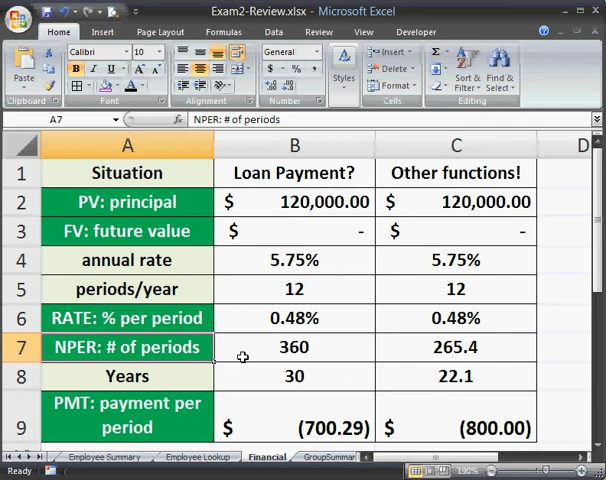 Exam2-Review.xlsx - Microsoft Excel
Home Insert Page Layout Formulas Data Review View Developer
Paste
Calibri 10
B I U A A
A
General
$ % ,
.0 .00 .00 .0
Styles
Insert
Delete
Format
Σ
Sort & Filter
Find & Select
Clipboard Font Alignment Number Cells Editing
A7 fx NPER: # of periods
A B C D
1 Situation Loan Payment? Other functions!
2 PV: principal $ 120,000.00 $ 120,000.00
3 FV: future value $ - $ -
4 annual rate 5.75% 5.75%
5 periods/year 12 12
6 RATE: % per period 0.48% 0.48%
7 NPER: # of periods 360 265.4
8 Years 30 22.1
9 PMT: payment per period $ (700.29) $ (800.00)
Employee Summary Employee Lookup Financial GroupSummar
Ready 190%